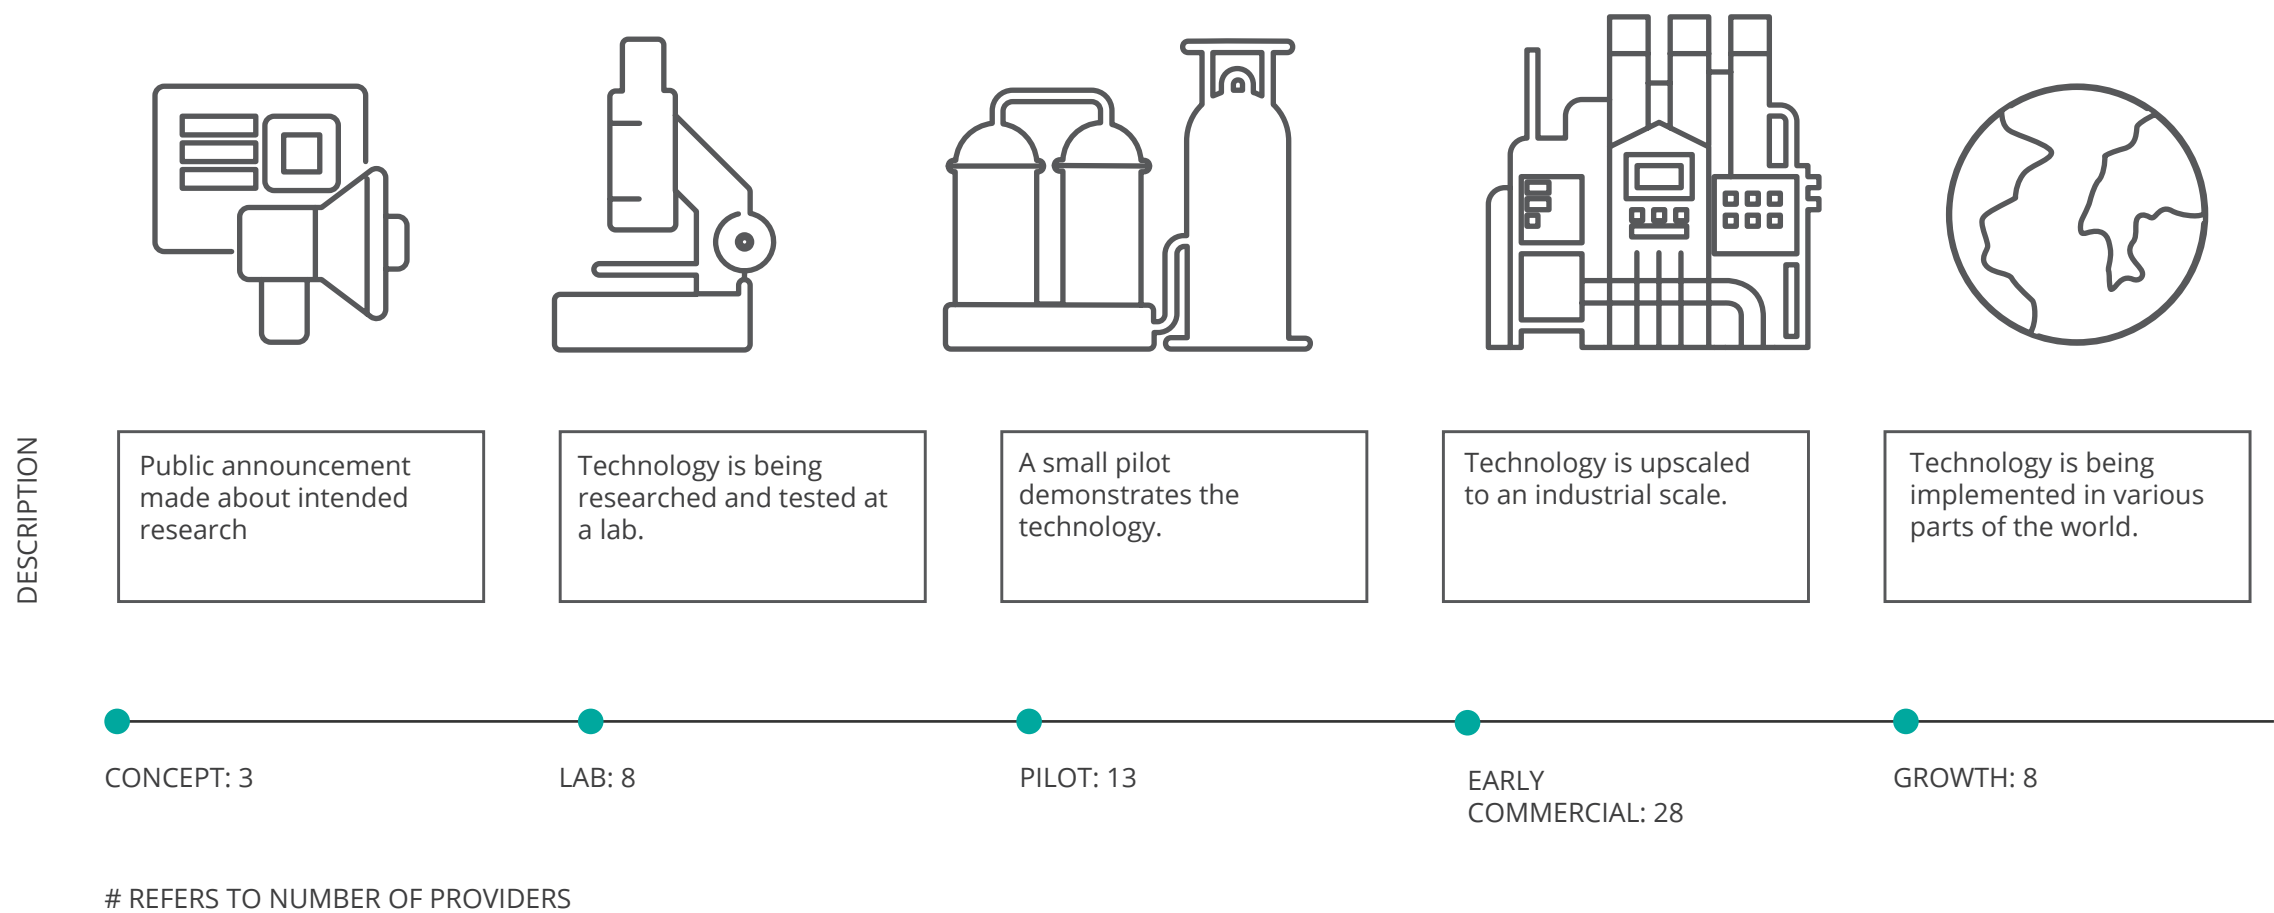 DESCRIPTION
Public announcement
made about intended
research
Technology is being
researched and tested at
a lab.
A small pilot
demonstrates the
technology.
Technology is upscaled
to an industrial scale.
Technology is being
implemented in various
parts of the world.
CONCEPT: 3
LAB: 8
PILOT: 13
EARLY
COMMERCIAL: 28
GROWTH: 8
# REFERS TO NUMBER OF PROVIDERS